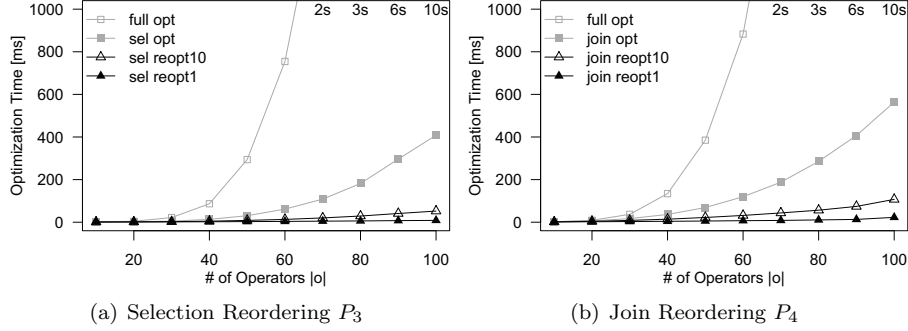 1000
800
600
400
200
0
Optimization Time [ms]
full opt
sel opt
sel reopt10
sel reopt1
2s 3s 6s 10s
20 40 60 80 100
# of Operators |o|
(a) Selection Reordering P3
1000
800
600
400
200
0
Optimization Time [ms]
full opt
join opt
join reopt10
join reopt1
2s 3s 6s 10s
20 40 60 80 100
# of Operators |o|
(b) Join Reordering P4